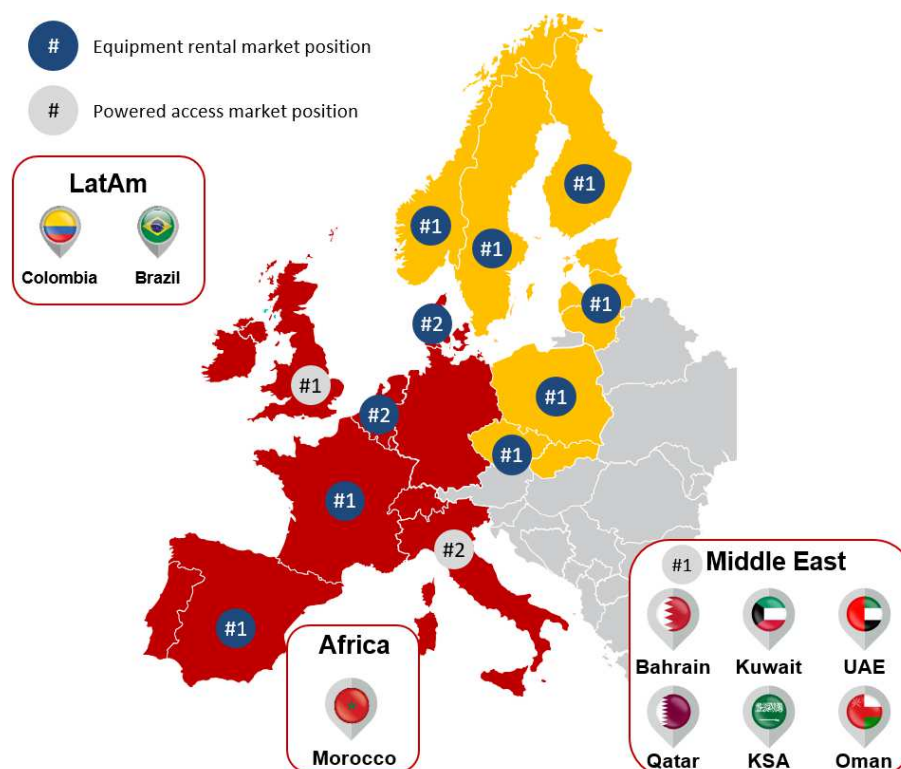 # Equipment rental market position
# Powered access market position
LatAm
Colombia Brazil
#1
#1
#1
#1
#2
#1
#2
#1
#1
#1
#2
#1
Africa
Morocco
#1 Middle East
Bahrain Kuwait UAE
Qatar KSA Oman